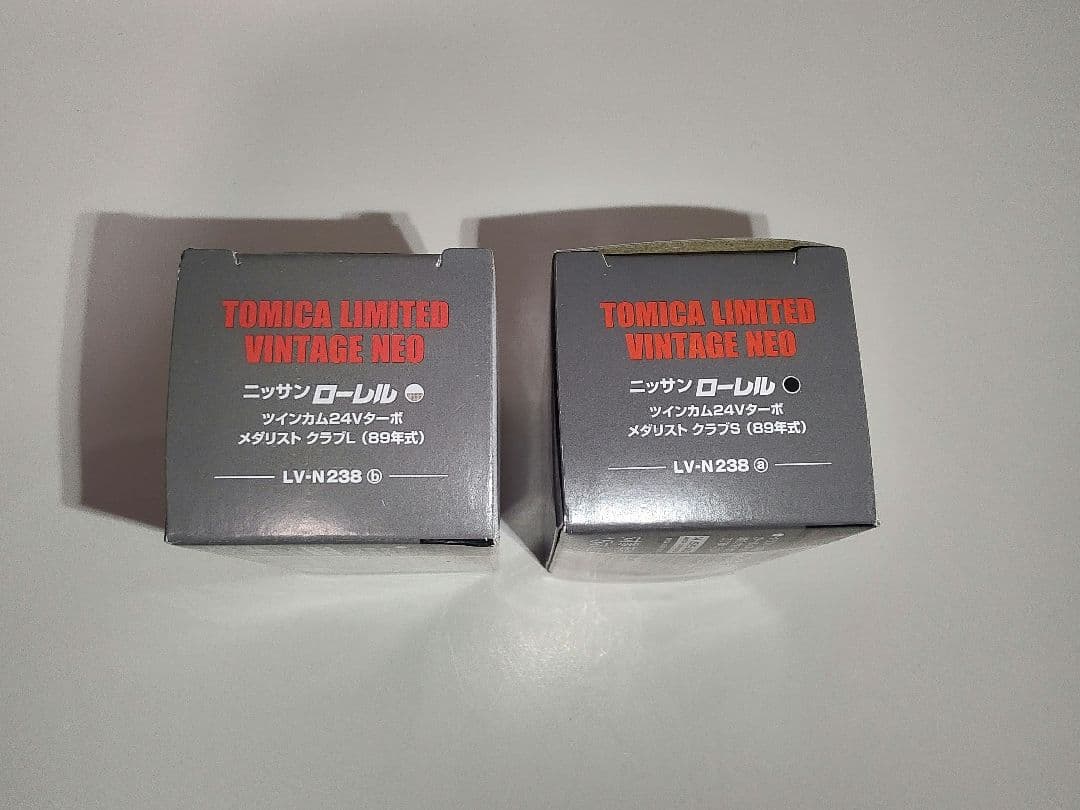 TOMICA LIMITED
VINTAGE NEO
ニッサン ローレル
ツインカム24Vターボ
メダリスト クラブL（89年式）
LV-N238 ⓑ
TOMICA LIMITED
VINTAGE NEO
ニッサン ローレル
ツインカム24Vターボ
メダリスト クラブS（89年式）
LV-N238 ⓐ